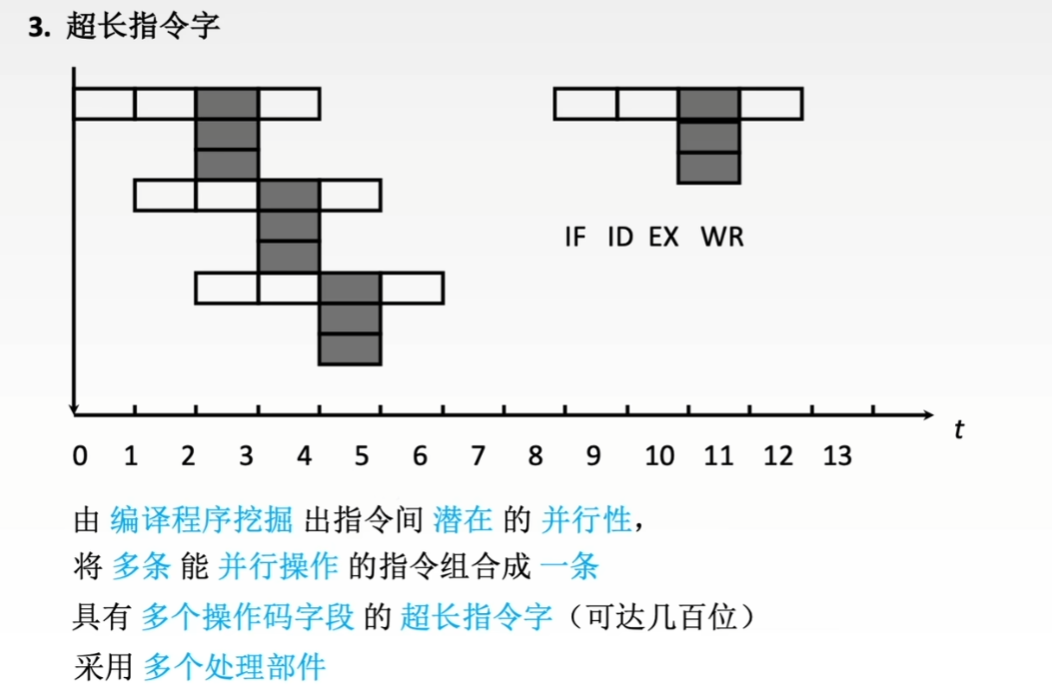 3. 超长指令字
IF ID EX WR
t
0 1 2 3 4 5 6 7 8 9 10 11 12 13
由 编译程序挖掘 出指令间 潜在 的 并行性，
将 多条 能 并行操作 的指令组合成 一条
具有 多个操作码字段 的 超长指令字（可达几百位）
采用 多个处理部件